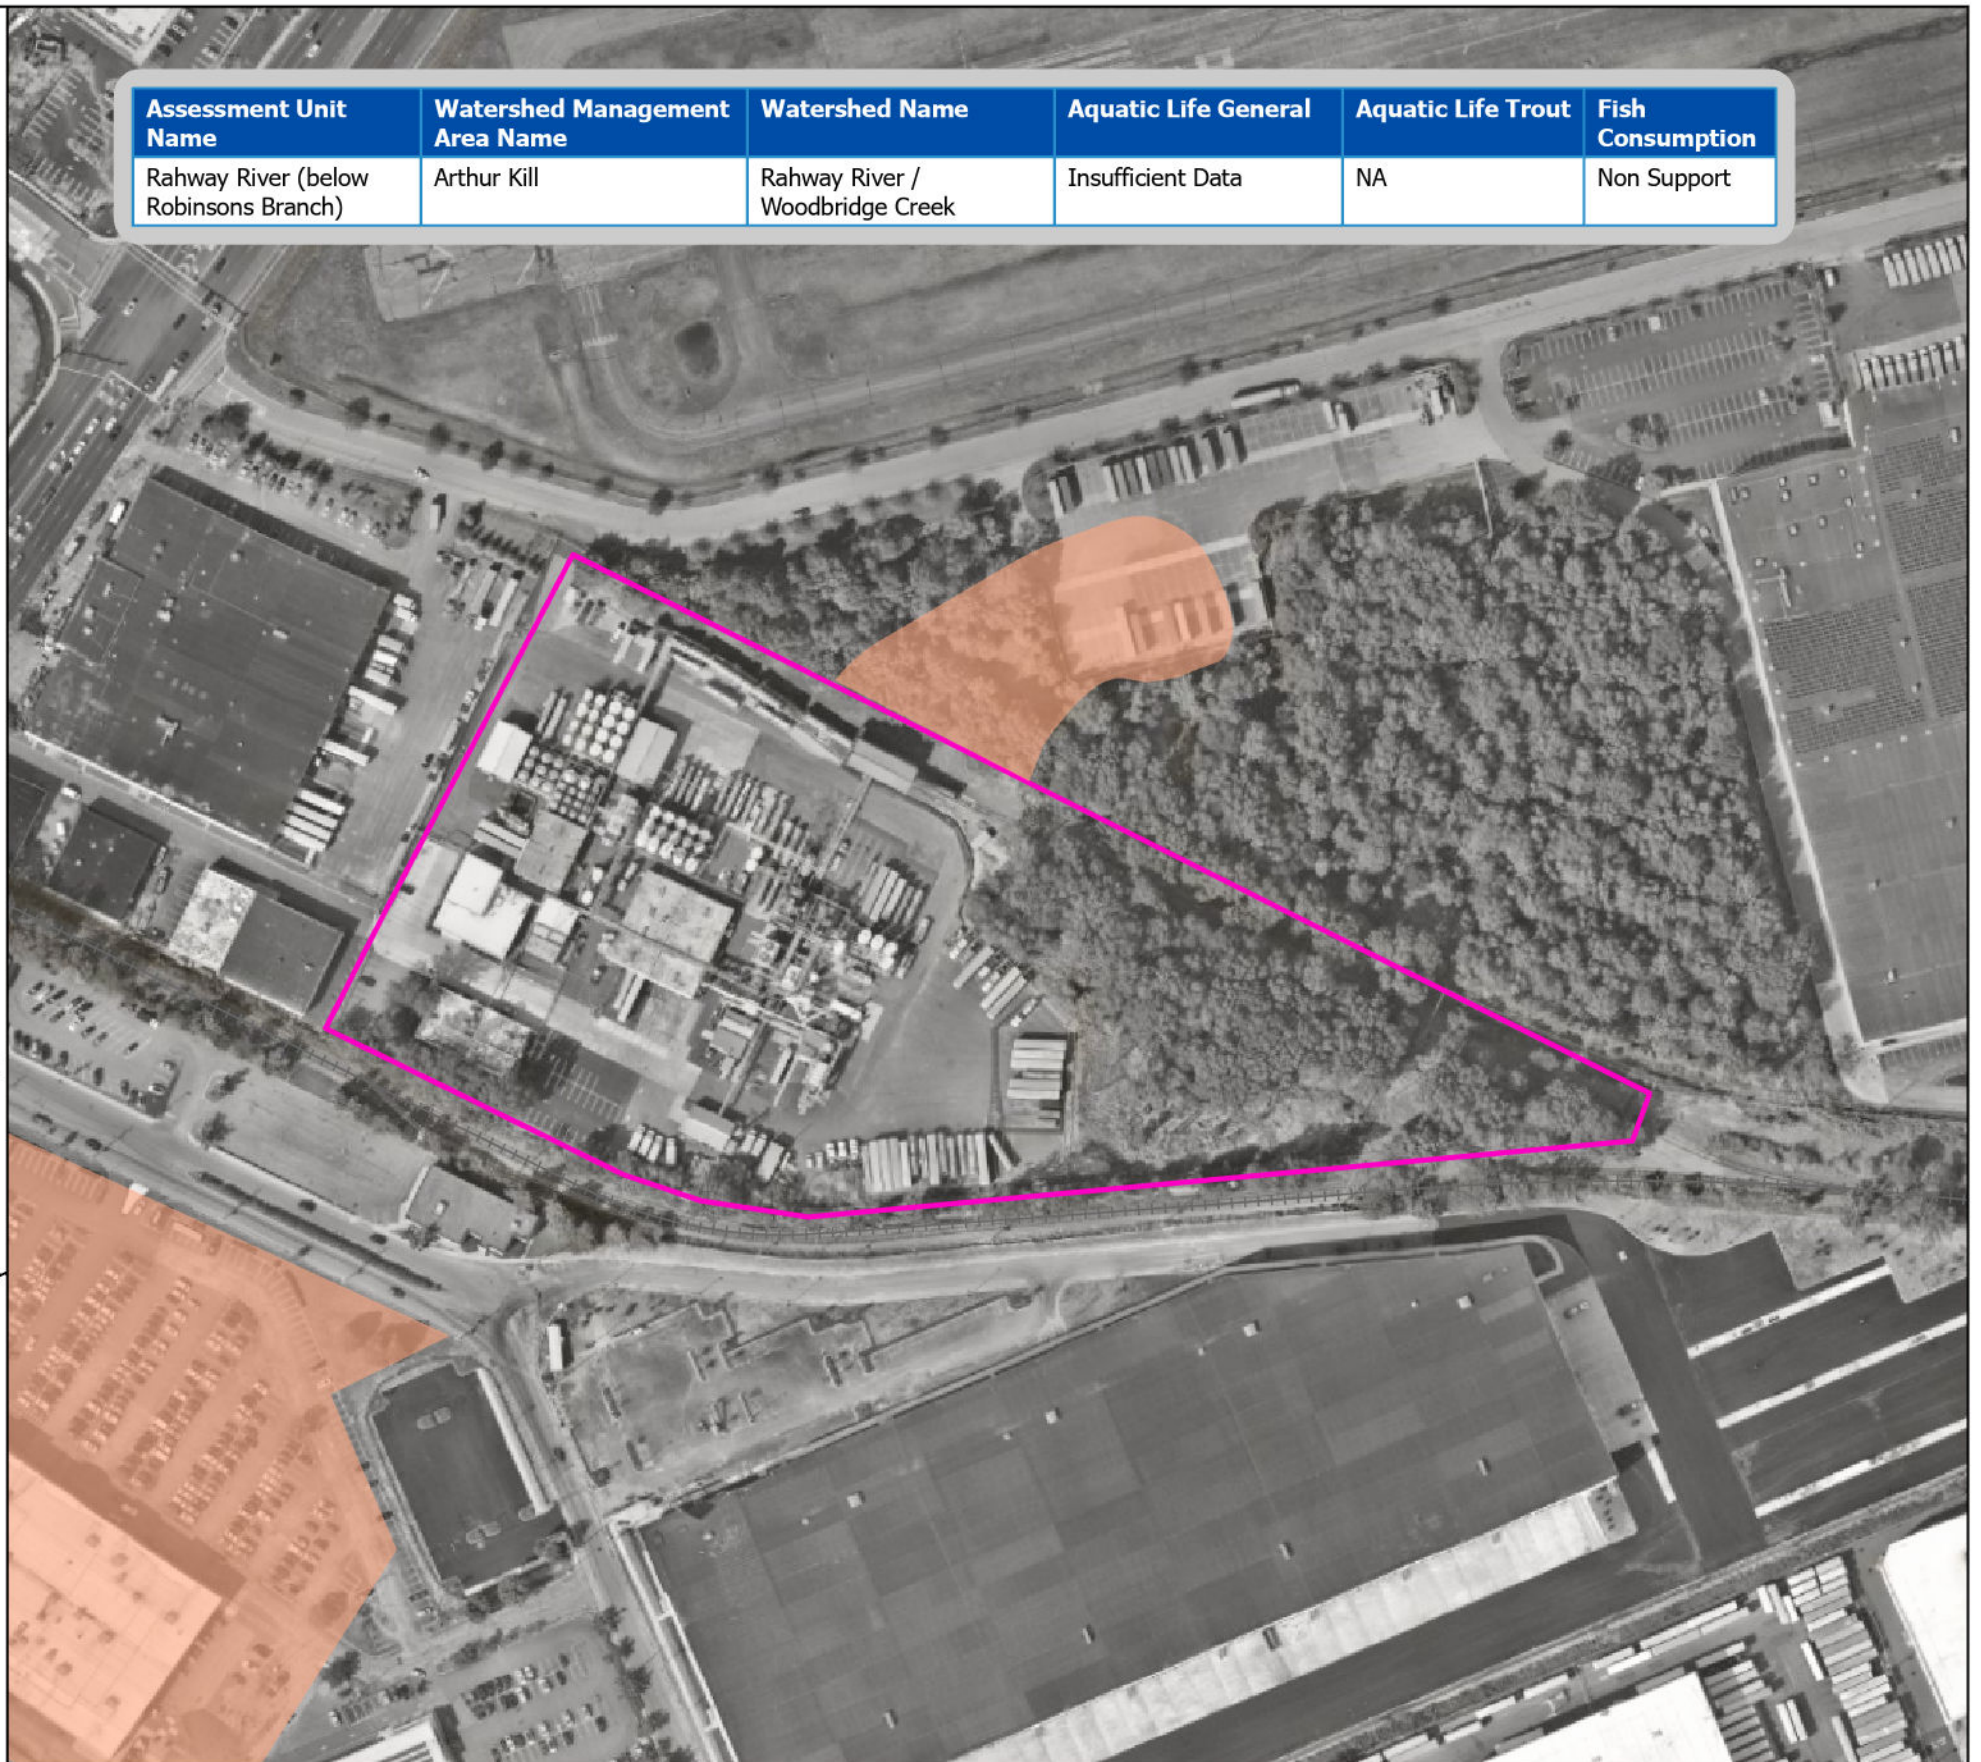 Assessment Unit Name
Watershed Management Area Name
Watershed Name
Aquatic Life General
Aquatic Life Trout
Fish Consumption
Rahway River (below Robinsons Branch)
Arthur Kill
Rahway River / Woodbridge Creek
Insufficient Data
NA
Non Support